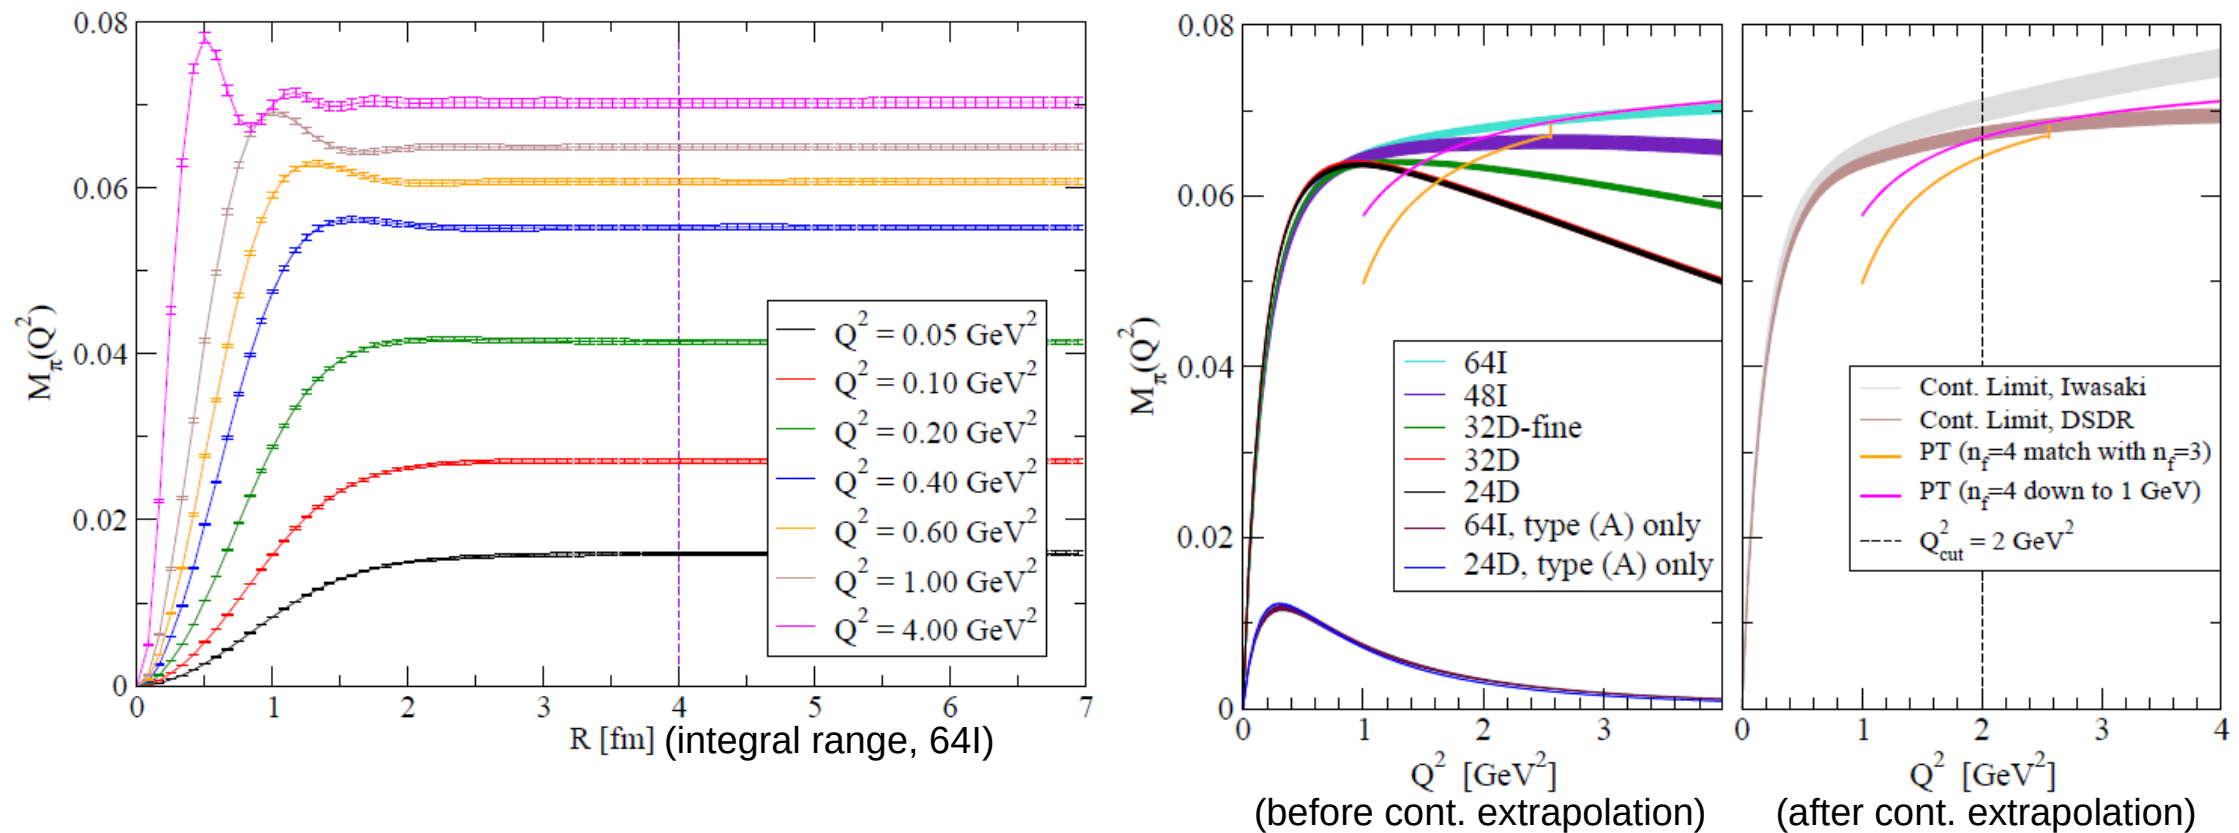 0.08
0.06
0.04
0.02
0
M_π(Q^2)
0 1 2 3 4 5 6 7
R [fm] (integral range, 64I)
Q^2 = 0.05 GeV^2
Q^2 = 0.10 GeV^2
Q^2 = 0.20 GeV^2
Q^2 = 0.40 GeV^2
Q^2 = 0.60 GeV^2
Q^2 = 1.00 GeV^2
Q^2 = 4.00 GeV^2
0.08
0.06
0.04
0.02
0
M_π(Q^2)
64I
48I
32D-fine
32D
24D
64I, type (A) only
24D, type (A) only
0 1 2 3
Q^2 [GeV^2]
(before cont. extrapolation)
Cont. Limit, Iwasaki
Cont. Limit, DSDR
PT (n_f=4 match with n_f=3)
PT (n_f=4 down to 1 GeV)
Q^2_cut = 2 GeV^2
0 1 2 3 4
Q^2 [GeV^2]
(after cont. extrapolation)